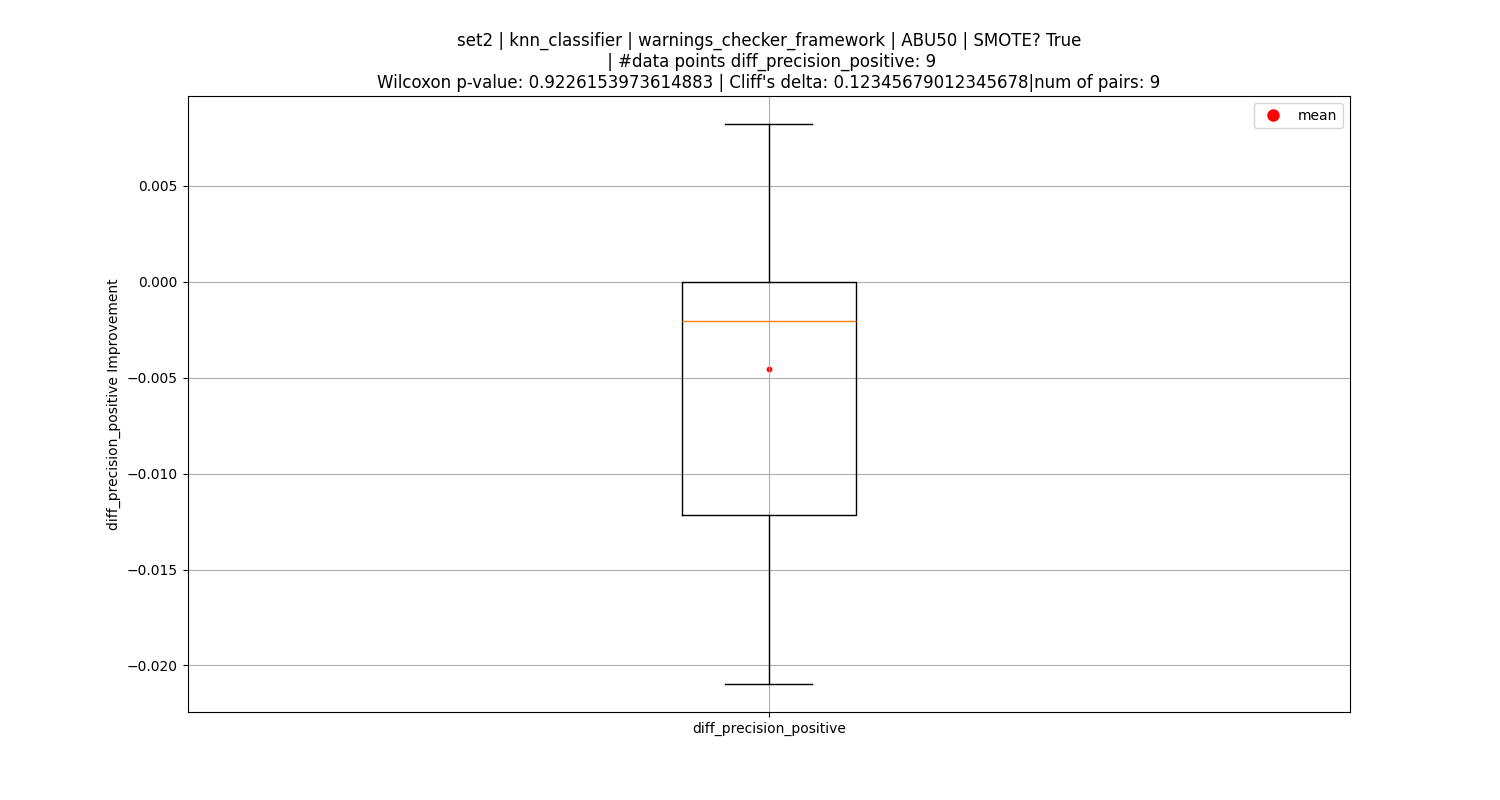 set2 | knn_classifier | warnings_checker_framework | ABU50 | SMOTE? True
| #data points diff_precision_positive: 9
Wilcoxon p-value: 0.9226153973614883 | Cliff's delta: 0.12345679012345678|num of pairs: 9
mean
0.005
0.000
−0.005
−0.010
−0.015
−0.020
diff_precision_positive Improvement
diff_precision_positive